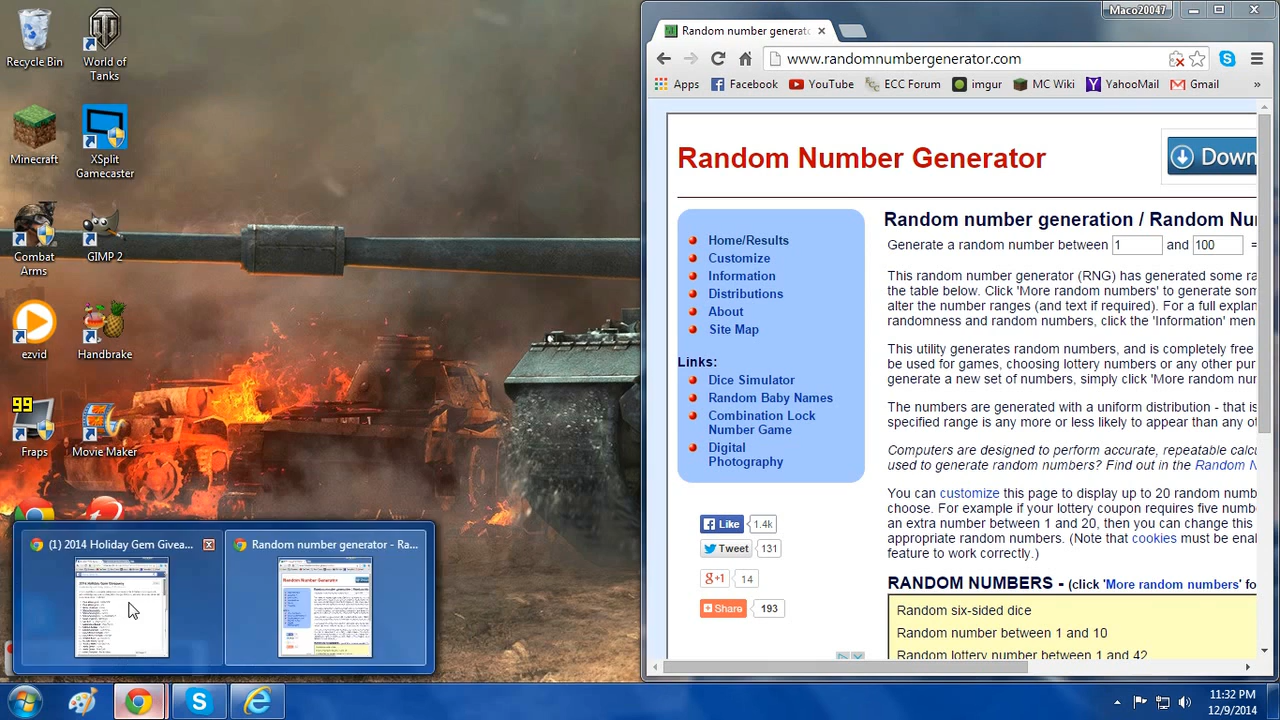 Recycle Bin
World of
Tanks
Minecraft
XSplit
Gamecaster
Combat
Arms
GIMP 2
ezvid
Handbrake
99
Fraps
Movie Maker
(1) 2014 Holiday Gem Givea...
Random number generator - Ra...
Maco20047
Random number generato
www.randomnumbergenerator.com
Apps
Facebook
YouTube
ECC Forum
imgur
MC Wiki
YahooMail
Gmail
»
Random Number Generator
Down
Home/Results
Customize
Information
Distributions
About
Site Map
Links:
Dice Simulator
Random Baby Names
Combination Lock
Number Game
Digital
Photography
Like 1.4k
Tweet 131
g+1 14
Share 193
Random number generation / Random Nu
Generate a random number between 1 and 100 =
This random number generator (RNG) has generated some ra
the table below. Click 'More random numbers' to generate som
alter the number ranges (and text if required). For a full explan
randomness and random numbers, click the 'Information' men
This utility generates random numbers, and is completely free
be used for games, choosing lottery numbers or any other pur
generate a new set of numbers, simply click 'More random nur
The numbers are generated with a uniform distribution - that is
specified range is any more or less likely to appear than any ot
Computers are designed to perform accurate, repeatable calcu
used to generate random numbers? Find out in the Random N
You can customize this page to display up to 20 random numb
choose. For example if your lottery coupon requires five numbe
an extra number between 1 and 20, then you can change this
appropriate random numbers. (Note that cookies must be enal
feature to work correctly.)
RANDOM NUMBERS -- click 'More random numbers' fo
Random six-sided dice
Random number between 1 and 10
Random lottery number between 1 and 42
11:32 PM
12/9/2014